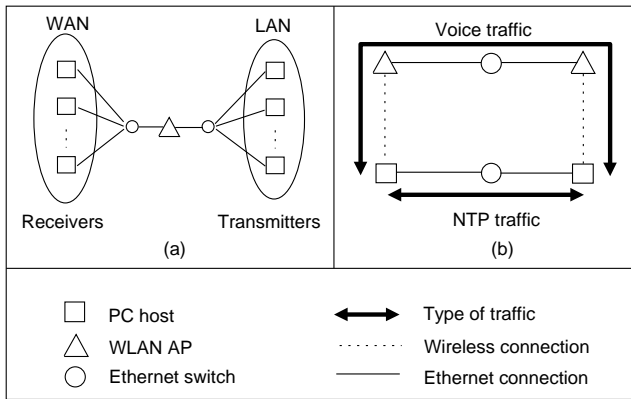 WAN
LAN
Receivers
Transmitters
(a)
Voice traffic
NTP traffic
(b)
PC host
WLAN AP
Ethernet switch
Type of traffic
Wireless connection
Ethernet connection